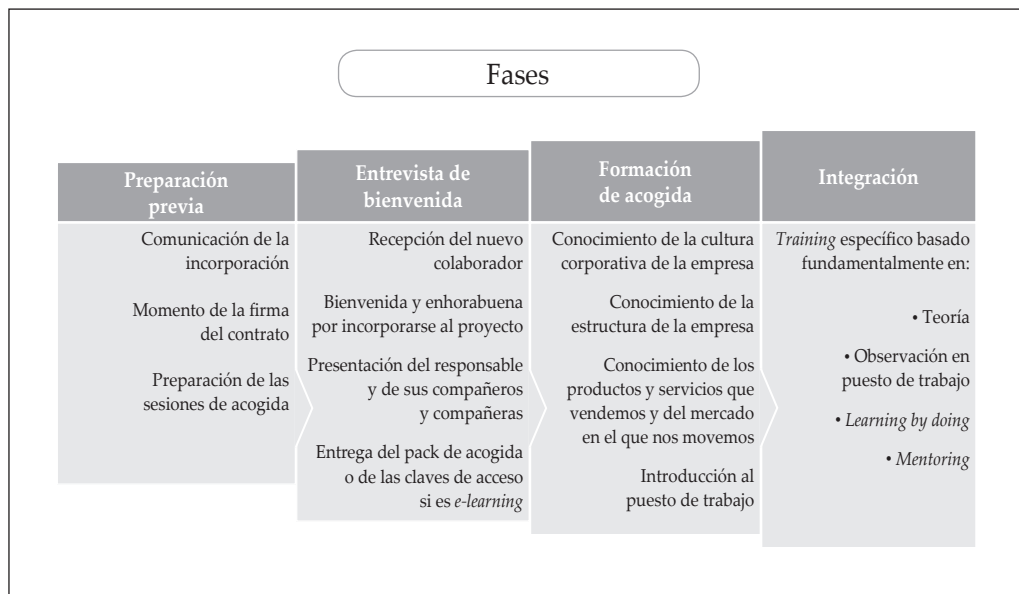 Fases
Preparación
previa
Comunicación de la
incorporación
Momento de la firma
del contrato
Preparación de las
sesiones de acogida
Entrevista de
bienvenida
Recepción del nuevo
colaborador
Bienvenida y enhorabuena
por incorporarse al proyecto
Presentación del responsable
y de sus compañeros
y compañeras
Entrega del pack de acogida
o de las claves de acceso
si es e-learning
Formación
de acogida
Conocimiento de la cultura
corporativa de la empresa
Conocimiento de la
estructura de la empresa
Conocimiento de los
productos y servicios que
vendemos y del mercado
en el que nos movemos
Introducción al
puesto de trabajo
Integración
Training específico basado
fundamentalmente en:
• Teoría
• Observación en
puesto de trabajo
• Learning by doing
• Mentoring